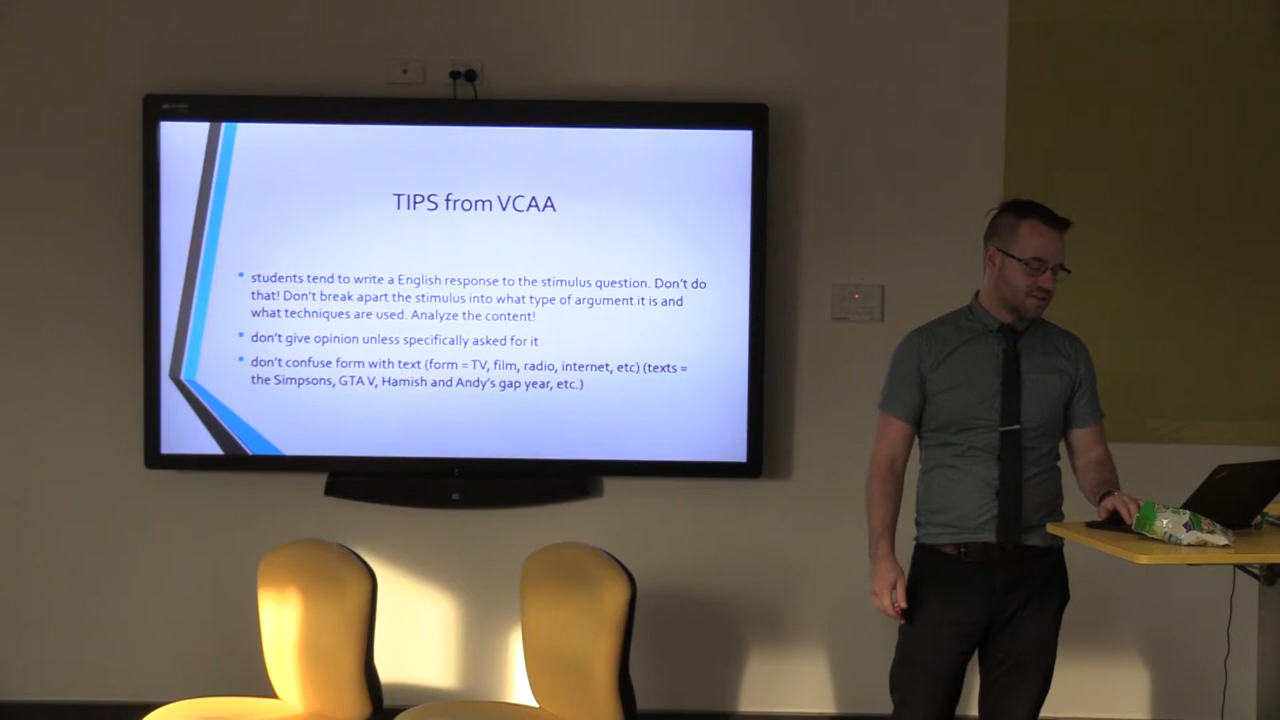 TIPS from VCAA
students tend to write a English response to the stimulus question. Don't do
that! Don't break apart the stimulus into what type of argument it is and
what techniques are used. Analyze the content!
don't give opinion unless specifically asked for it
don't confuse form with text (form = TV, film, radio, internet, etc) (texts =
the Simpsons, GTA V, Hamish and Andy's gap year, etc.)